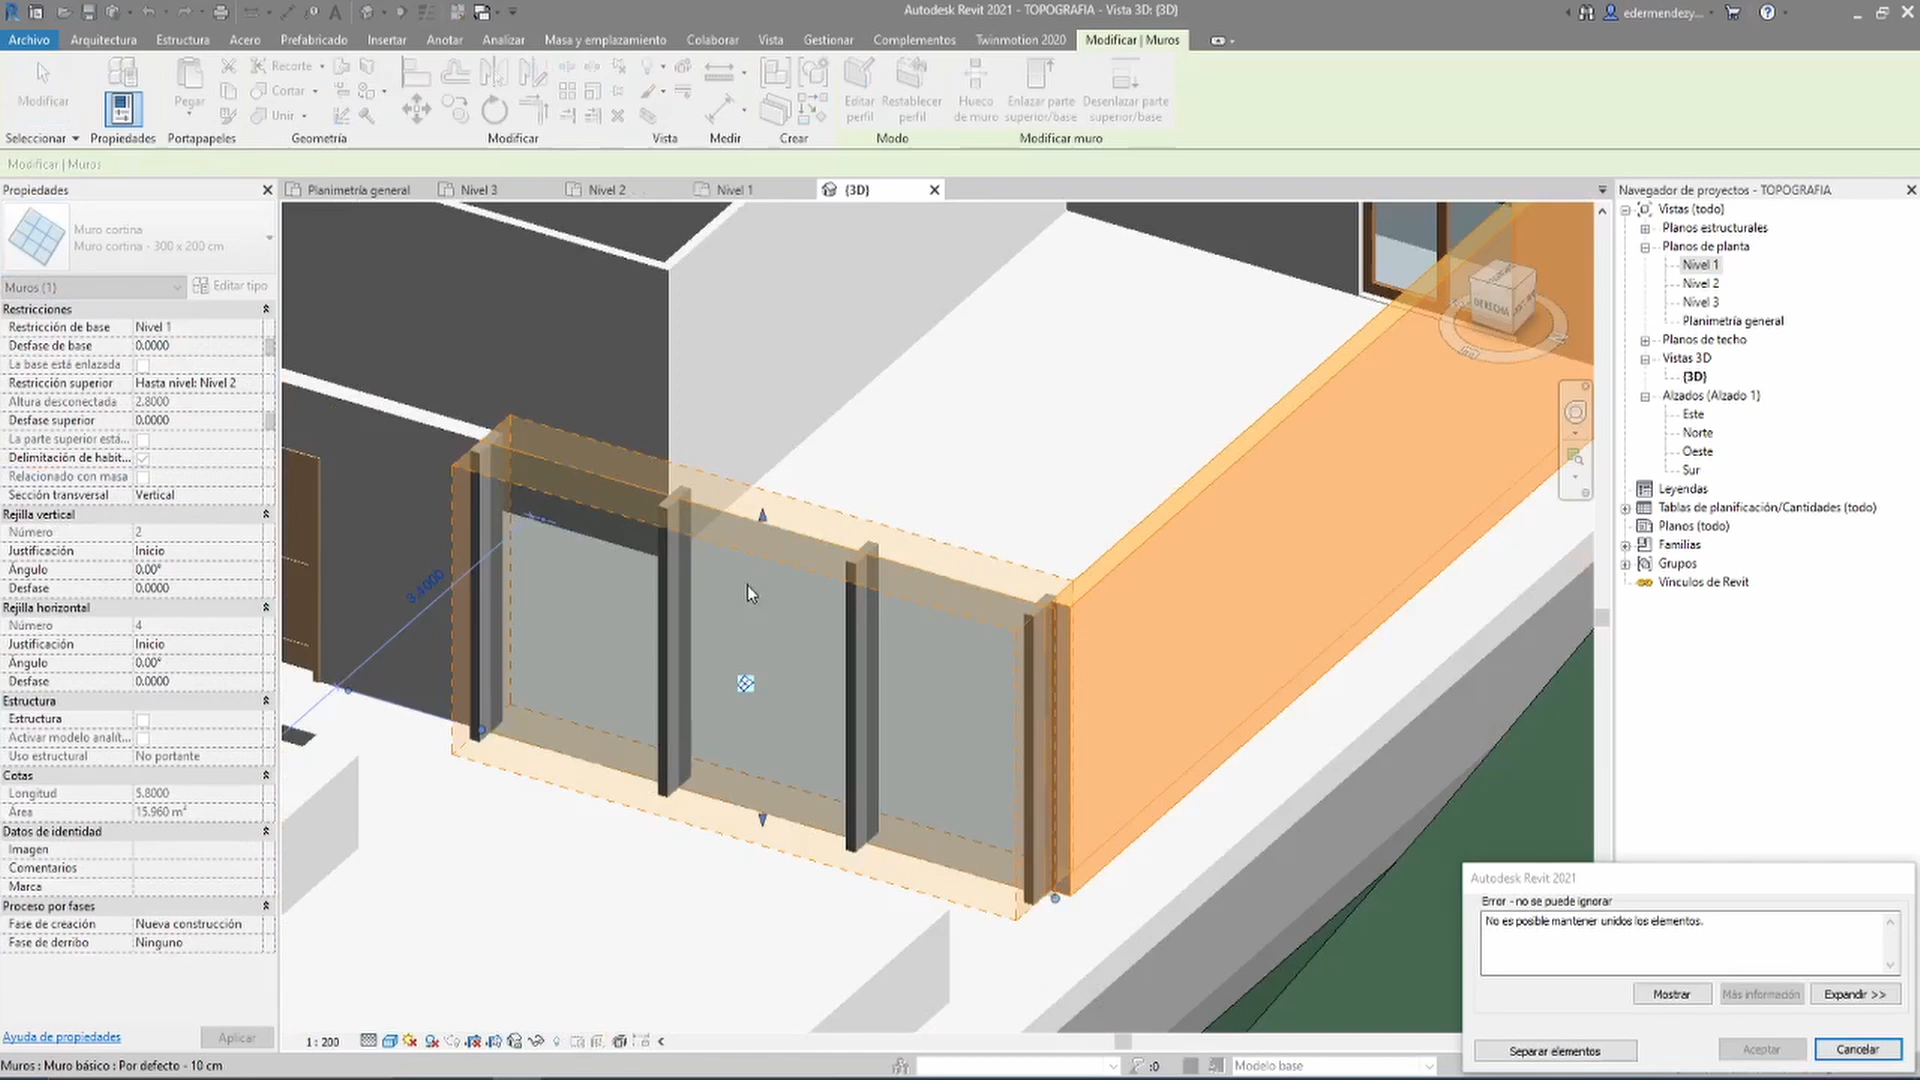 Autodesk Revit 2021 - TOPOGRAFIA - Vista 3D: {3D}
edermendezy...
Archivo Arquitectura Estructura Acero Prefabricado Insertar Anotar Analizar Masa y emplazamiento Colaborar Vista Gestionar Complementos Twinmotion 2020 Modificar | Muros
Modificar
Pegar
Recorte
Cortar
Unir
Editar perfil
Restablecer perfil
Hueco de muro
Enlazar parte superior/base
Desenlazar parte superior/base
Seleccionar Propiedades Portapapeles Geometría Modificar Vista Medir Crear Modo Modificar muro
Modificar | Muros
Propiedades
Planimetría general Nivel 3 Nivel 2 Nivel 1 {3D}
Muro cortina
Muro cortina - 300 x 200 cm
Muros (1) Editar tipo
Restricciones
Restricción de base Nivel 1
Desfase de base 0.0000
La base está enlazada
Restricción superior Hasta nivel: Nivel 2
Altura desconectada 2.8000
Desfase superior 0.0000
La parte superior está...
Delimitación de habit...
Relacionado con masa
Sección transversal Vertical
Rejilla vertical
Número 2
Justificación Inicio
Ángulo 0.00°
Desfase 0.0000
Rejilla horizontal
Número 4
Justificación Inicio
Ángulo 0.00°
Desfase 0.0000
Estructura
Estructura
Activar modelo analít...
Uso estructural No portante
Cotas
Longitud 5.8000
Área 15.960 m²
Datos de identidad
Imagen
Comentarios
Marca
Proceso por fases
Fase de creación Nueva construcción
Fase de derribo Ninguno
Ayuda de propiedades Aplicar
3.4000
DERECHA
Navegador de proyectos - TOPOGRAFIA
Vistas (todo)
Planos estructurales
Planos de planta
Nivel 1
Nivel 2
Nivel 3
Planimetría general
Planos de techo
Vistas 3D
{3D}
Alzados (Alzado 1)
Este
Norte
Oeste
Sur
Leyendas
Tablas de planificación/Cantidades (todo)
Planos (todo)
Familias
Grupos
Vínculos de Revit
Autodesk Revit 2021
Error - no se puede ignorar
No es posible mantener unidos los elementos.
Mostrar Más información Expandir >>
Separar elementos Aceptar Cancelar
1 : 200
Muros : Muro básico : Por defecto - 10 cm
:0 Modelo base